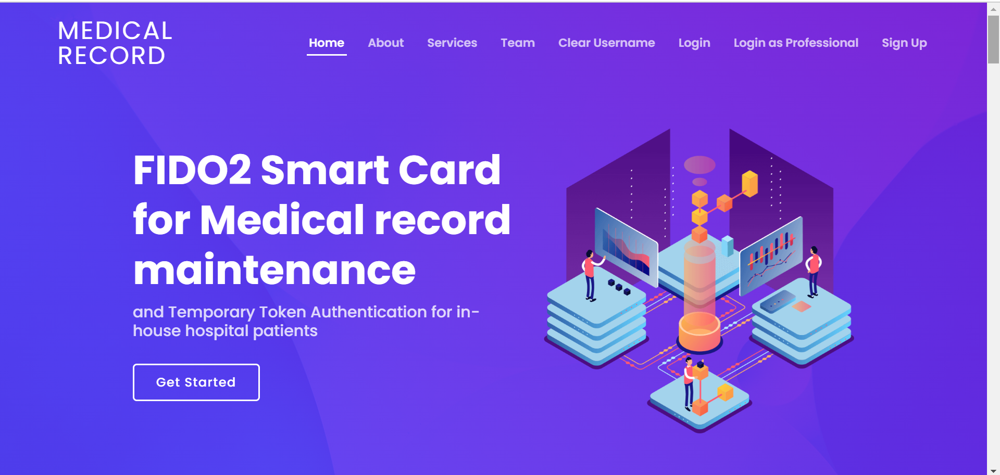 MEDICAL
RECORD
Home About Services Team Clear Username Login Login as Professional Sign Up
FIDO2 Smart Card
for Medical record
maintenance
and Temporary Token Authentication for in-
house hospital patients
Get Started